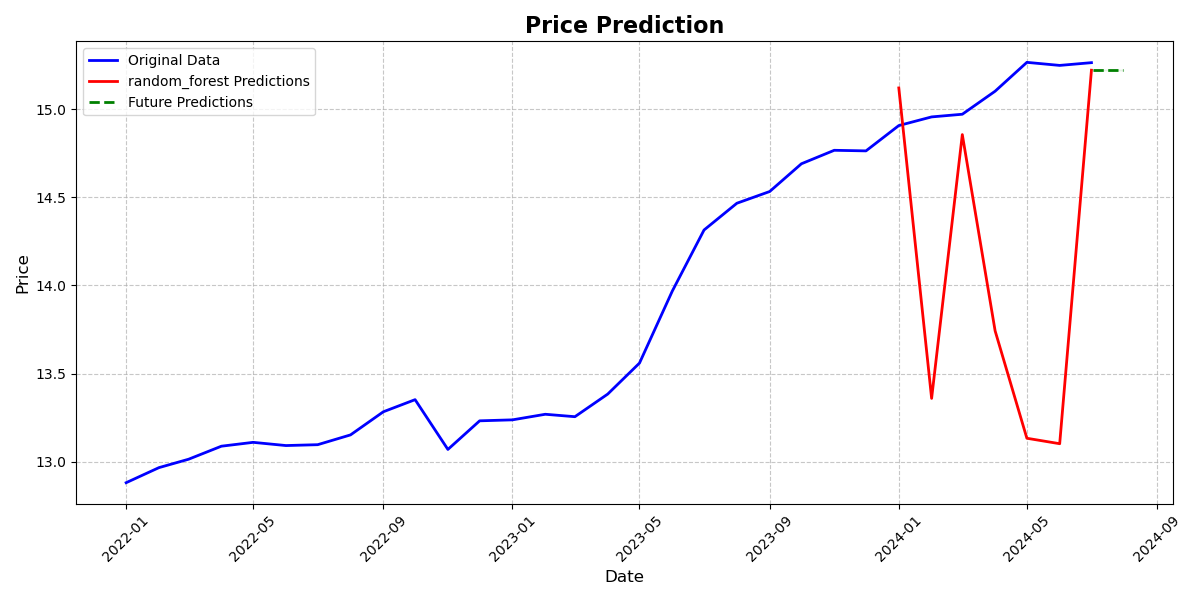 Price Prediction
Original Data
random_forest Predictions
Future Predictions
Price
15.0
14.5
14.0
13.5
13.0
2022-01
2022-05
2022-09
2023-01
2023-05
2023-09
2024-01
2024-05
2024-09
Date